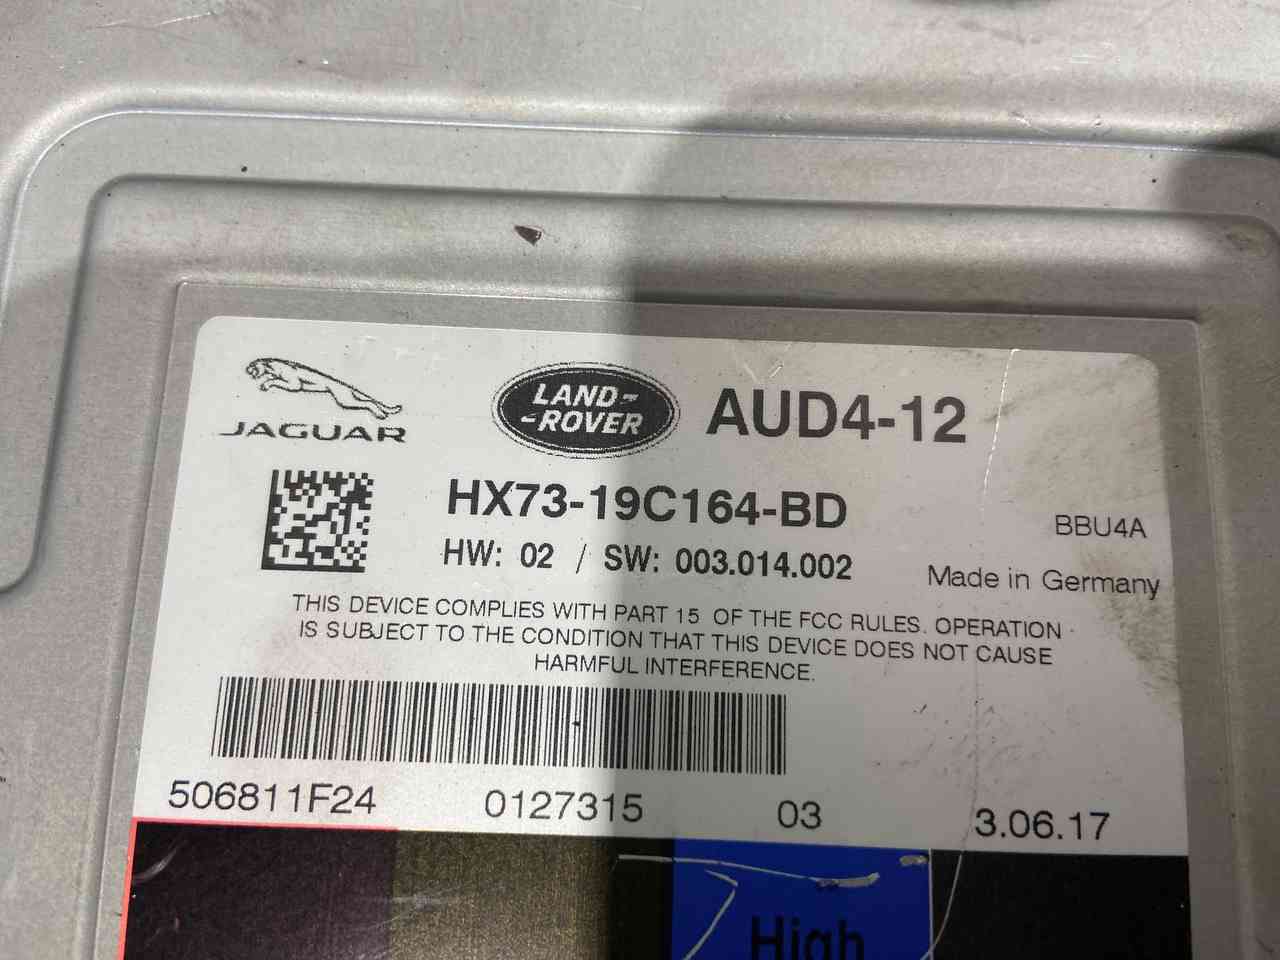 JAGUAR
LAND-
-ROVER
AUD4-12
HX73-19C164-BD
BBU4A
HW: 02 / SW: 003.014.002
Made in Germany
THIS DEVICE COMPLIES WITH PART 15 OF THE FCC RULES. OPERATION
IS SUBJECT TO THE CONDITION THAT THIS DEVICE DOES NOT CAUSE
HARMFUL INTERFERENCE.
506811F24 0127315 03 3.06.17
High